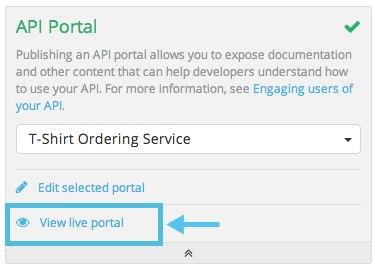 API Portal
Publishing an API portal allows you to expose documentation
and other content that can help developers understand how
to use your API. For more information, see Engaging users of
your API.
T-Shirt Ordering Service
Edit selected portal
View live portal